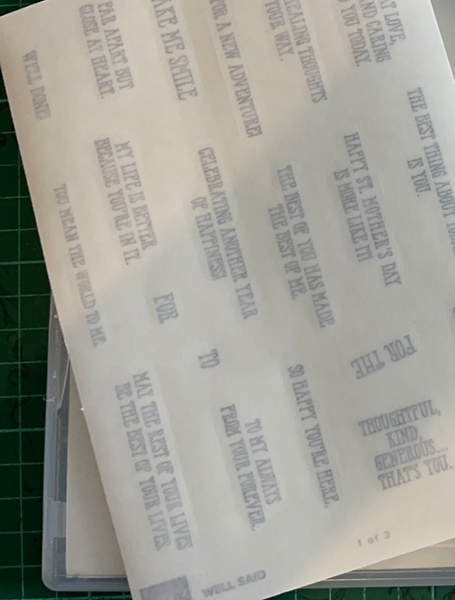 WELL DONE!
FAR APART BUT
CLOSE AT HEART.
ME SMILE
A NEW ADVENTURE!
HEALING THOUGHTS
YOUR WAY.
LOVE,
AND CARING
YOU TODAY.
YOU MEAN THE WORLD TO ME.
MY LIFE IS BETTER
BECAUSE YOU'RE IN IT.
FOR
CELEBRATING ANOTHER YEAR
OF HAPPINESS!
TO
THE BEST OF YOU HAS MADE
THE BEST OF ME
HAPPY ST. MOTHER'S DAY
IS MORE LIKE IT!
THE BEST THING ABOUT
IS YOU.
FOR THE
MAY THE REST OF YOUR LIVES
BE THE BEST OF YOUR LIVES.
TO MY ALWAYS
FROM YOUR FOREVER.
SO HAPPY YOU'RE HERE.
THOUGHTFUL,
KIND,
GENEROUS...
THAT'S YOU.
WELL SAID
1 of 2